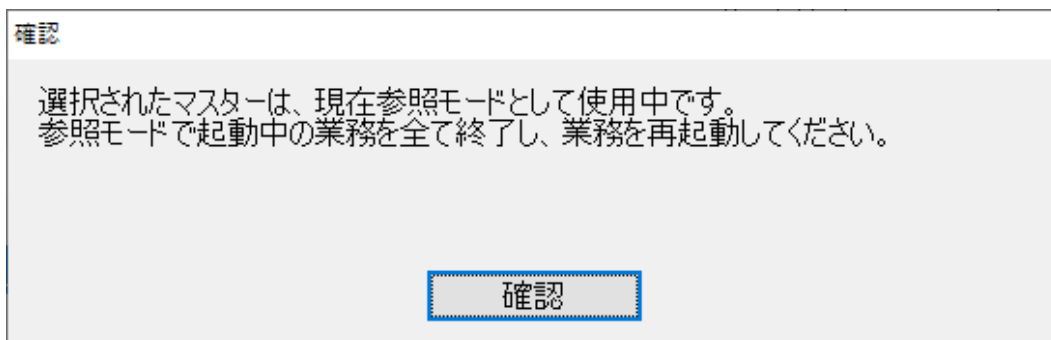 確認
選択されたマスターは、現在参照モードとして使用中です。
参照モードで起動中の業務を全て終了し、業務を再起動してください。
確認